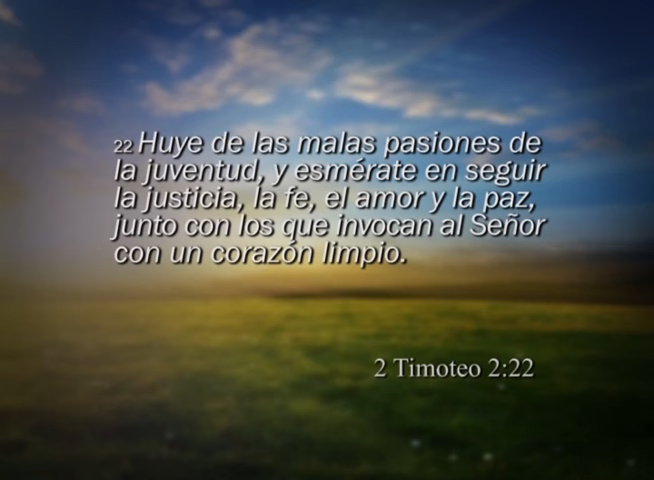 22 Huye de las malas pasiones de
la juventud, y esmérate en seguir
la justicia, la fe, el amor y la paz,
junto con los que invocan al Señor
con un corazón limpio.
2 Timoteo 2:22